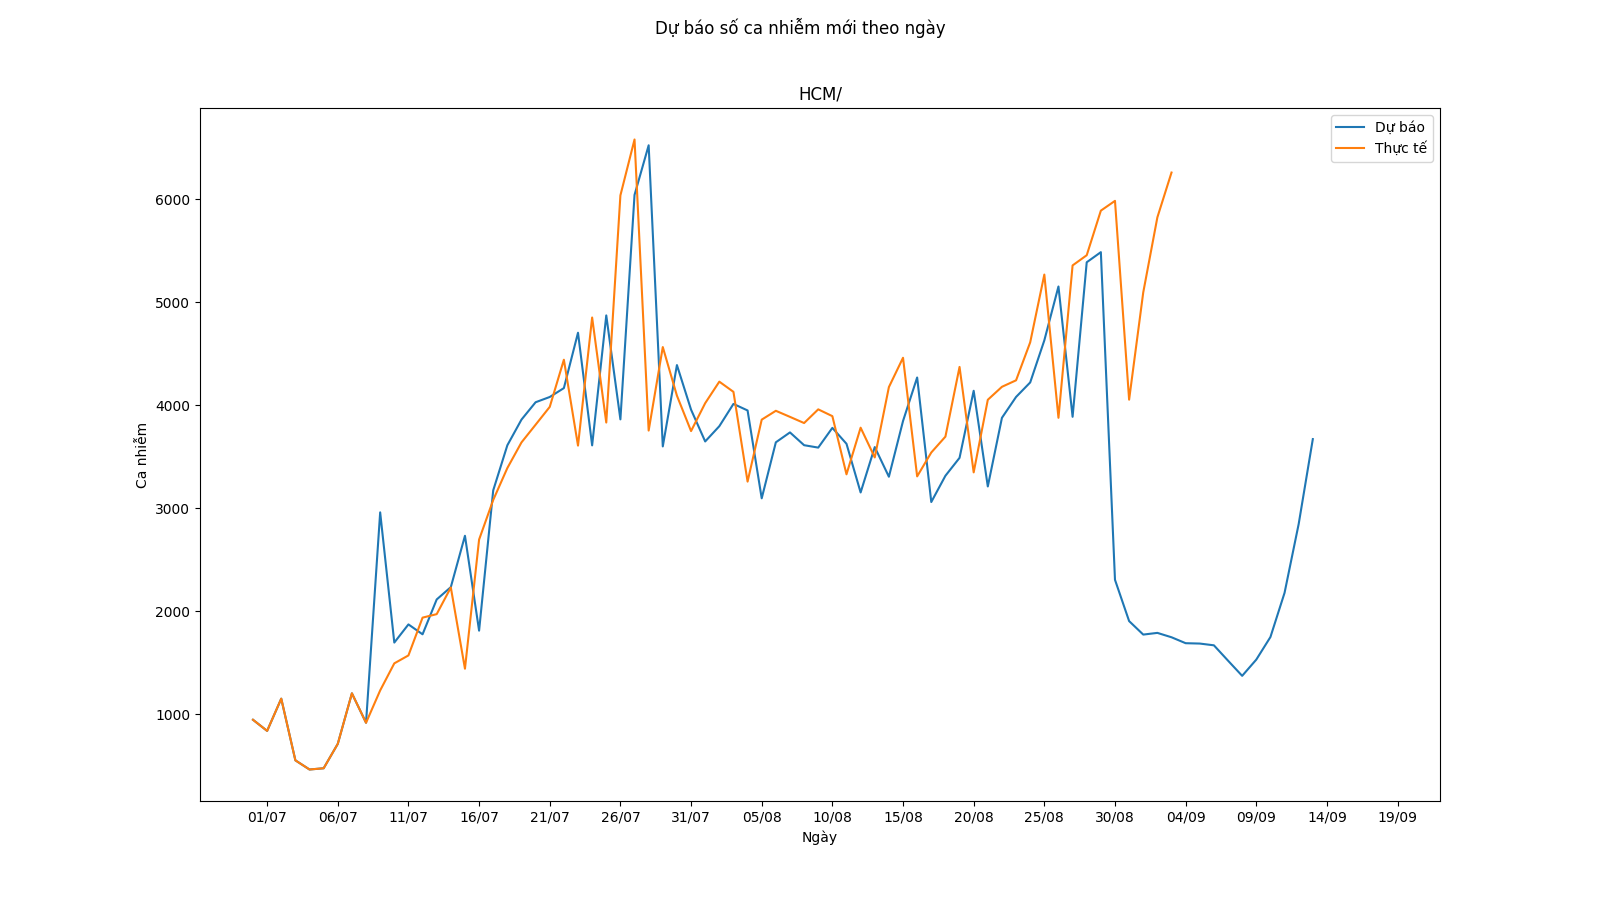 Dự báo số ca nhiễm mới theo ngày
HCM/
Dự báo
Thực tế
6000
5000
4000
3000
2000
1000
Ca nhiễm
01/07 06/07 11/07 16/07 21/07 26/07 31/07 05/08 10/08 15/08 20/08 25/08 30/08 04/09 09/09 14/09 19/09
Ngày